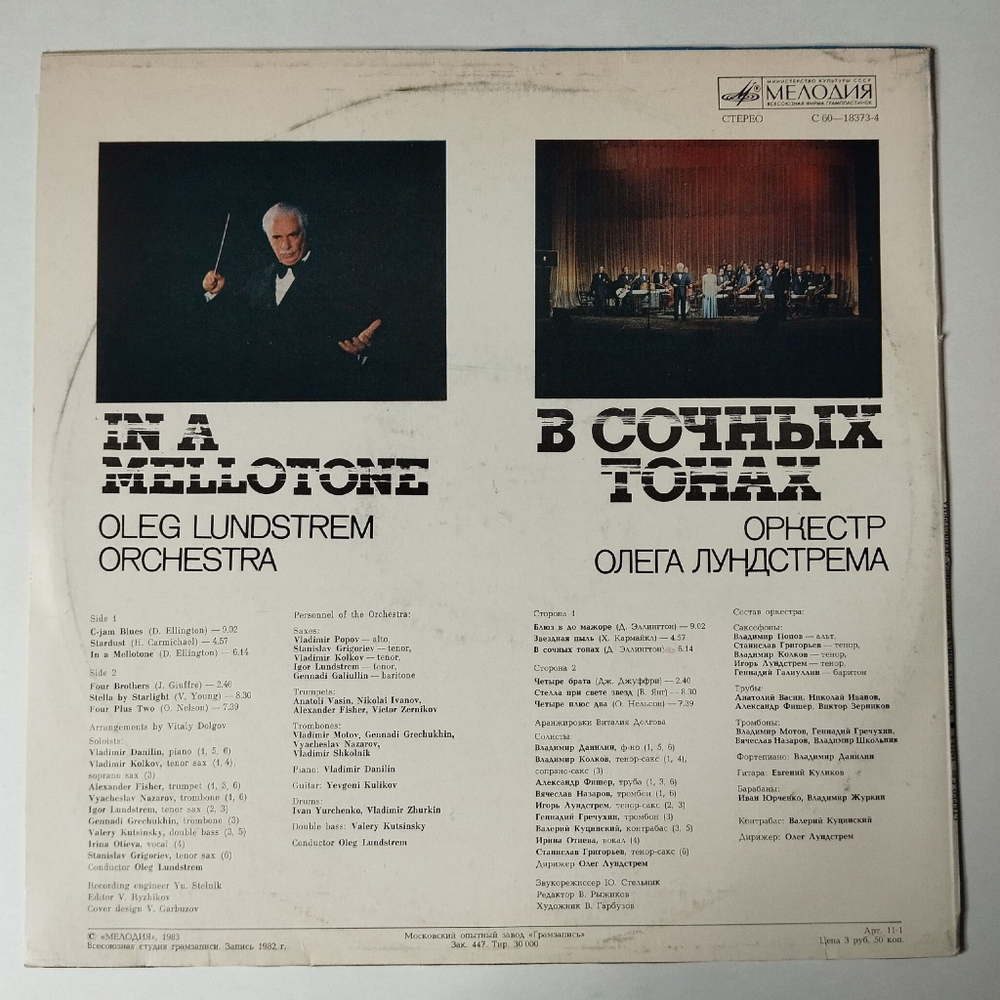 МИНИСТЕРСТВО КУЛЬТУРЫ СССР
МЕЛОДИЯ
ВСЕСОЮЗНАЯ ФИРМА ГРАМПЛАСТИНОК
СТЕРЕО С 60—18373-4
IN A
MELLOTONE
OLEG LUNDSTREM
ORCHESTRA
В СОЧНЫХ
ТОНАХ
ОРКЕСТР
ОЛЕГА ЛУНДСТРЕМА
Side 1
C-jam Blues (D. Ellington) — 9.02
Stardust (H. Carmichael) — 4.57
In a Mellotone (D. Ellington) — 6.14
Side 2
Four Brothers (J. Giuffre) — 2.40
Stella by Starlight (V. Young) — 8.30
Four Plus Two (O. Nelson) — 7.39
Arrangements by Vitaly Dolgov
Soloists:
Vladimir Danilin, piano (1, 5, 6)
Vladimir Kolkov, tenor sax (1, 4),
soprano sax (3)
Alexander Fisher, trumpet (1, 3, 6)
Vyacheslav Nazarov, trombone (1, 6)
Igor Lundstrem, tenor sax (2, 3)
Gennadi Grechukhin, trombone (3)
Valery Kutsinsky, double bass (3, 5)
Irina Otieva, vocal (4)
Stanislav Grigoriev, tenor sax (6)
Conductor Oleg Lundstrem
Recording engineer Yu. Stelnik
Editor V. Ryzhikov
Cover design V. Garbuzov
Personnel of the Orchestra:
Saxes:
Vladimir Popov — alto,
Stanislav Grigoriev — tenor,
Vladimir Kolkov — tenor,
Igor Lundstrem — tenor,
Gennadi Galiullin — baritone
Trumpets:
Anatoli Vasin, Nikolai Ivanov,
Alexander Fisher, Victor Zernikov
Trombones:
Vladimir Motov, Gennadi Grechukhin,
Vyacheslav Nazarov,
Vladimir Shkolnik
Piano: Vladimir Danilin
Guitar: Yevgeni Kulikov
Drums:
Ivan Yurchenko, Vladimir Zhurkin
Double bass: Valery Kutsinsky
Conductor Oleg Lundstrem
Сторона 1
Блюз в до мажоре (Д. Эллингтон) — 9.02
Звездная пыль (Х. Кармайкл) — 4.57
В сочных тонах (Д. Эллингтон) — 6.14
Сторона 2
Четыре брата (Д. Джуффри) — 2.40
Стелла при свете звезд (В. Янг) — 8.30
Четыре плюс два (О. Нельсон) — 7.39
Аранжировки Виталия Долгова
Солисты:
Владимир Данилин, ф-но (1, 5, 6)
Владимир Колков, тенор-сакс (1, 4),
сопрано-сакс (3)
Александр Фишер, труба (1, 3, 6)
Вячеслав Назаров, тромбон (1, 6)
Игорь Лундстрем, тенор-сакс (2, 3)
Геннадий Гречухин, тромбон (3)
Валерий Куцинский, контрабас (3, 5)
Ирина Отиева, вокал (4)
Станислав Григорьев, тенор-сакс (6)
Дирижер Олег Лундстрем
Звукорежиссер Ю. Стельник
Редактор В. Рыжиков
Художник В. Гарбузов
Состав оркестра:
Саксофоны:
Владимир Попов — альт,
Станислав Григорьев — тенор,
Владимир Колков — тенор,
Игорь Лундстрем — тенор,
Геннадий Галиуллин — баритон
Трубы:
Анатолий Васин, Николай Иванов,
Александр Фишер, Виктор Зерников
Тромбоны:
Владимир Мотов, Геннадий Гречухин,
Вячеслав Назаров, Владимир Школьник
Фортепиано: Владимир Данилин
Гитара: Евгений Куликов
Барабаны:
Иван Юрченко, Владимир Журкин
Контрабас: Валерий Куцинский
Дирижер: Олег Лундстрем
© «МЕЛОДИЯ», 1983
Всесоюзная студия грамзаписи. Запись 1982 г.
Московский опытный завод «Грамзапись»
Зак. 447. Тир. 30 000
Арт. 11-1
Цена 3 руб. 50 коп.